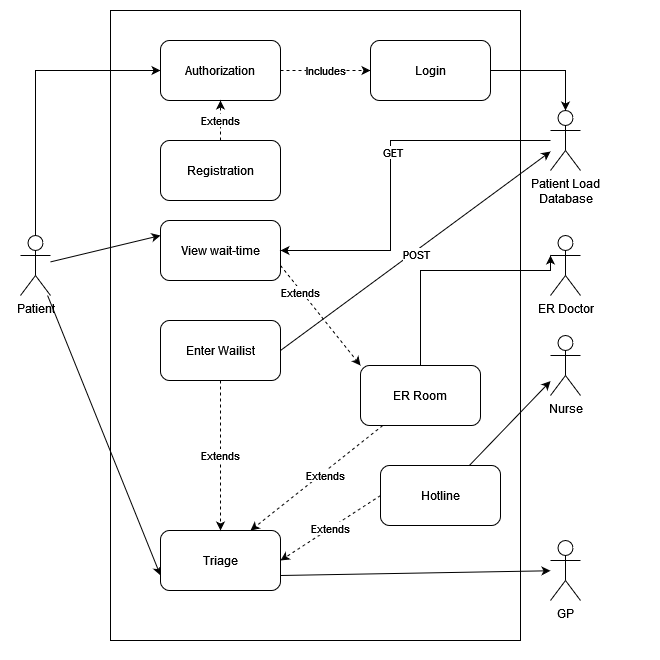 Authorization
Includes
Login
Extends
Registration
GET
Patient Load
Database
View wait-time
POST
Extends
Patient
ER Doctor
Enter Wailist
ER Room
Nurse
Extends
Extends
Hotline
Extends
Triage
GP